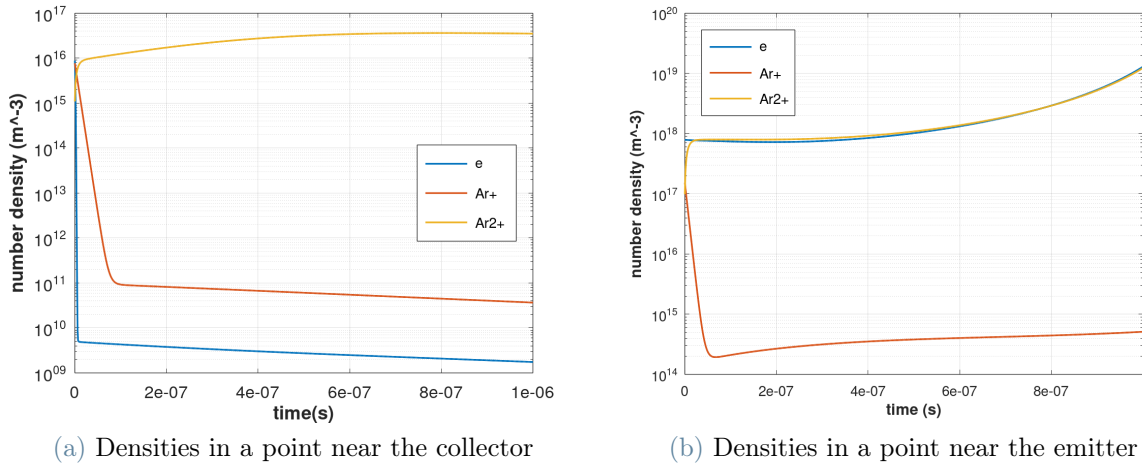 10^17
10^16
10^15
10^14
10^13
10^12
10^11
10^10
10^09
number density (m^-3)
e
Ar+
Ar2+
0 2e-07 4e-07 6e-07 8e-07 1e-06
time(s)
(a) Densities in a point near the collector
10^20
10^19
10^18
10^17
10^16
10^15
10^14
number density (m^-3)
e
Ar+
Ar2+
0 2e-07 4e-07 6e-07 8e-07
time (s)
(b) Densities in a point near the emitter